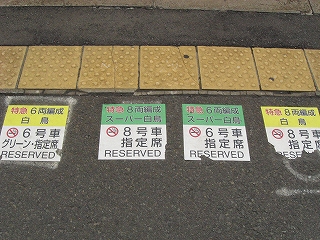 特急 6両編成
白鳥
6号車
グリーン・指定席
RESERVED
特急 8両編成
スーパー白鳥
8号車
指定席
RESERVED
特急 6両編成
スーパー白鳥
6号車
指定席
RESERVED
特急 8両編成
白鳥
8号車
指定席
RESERVED